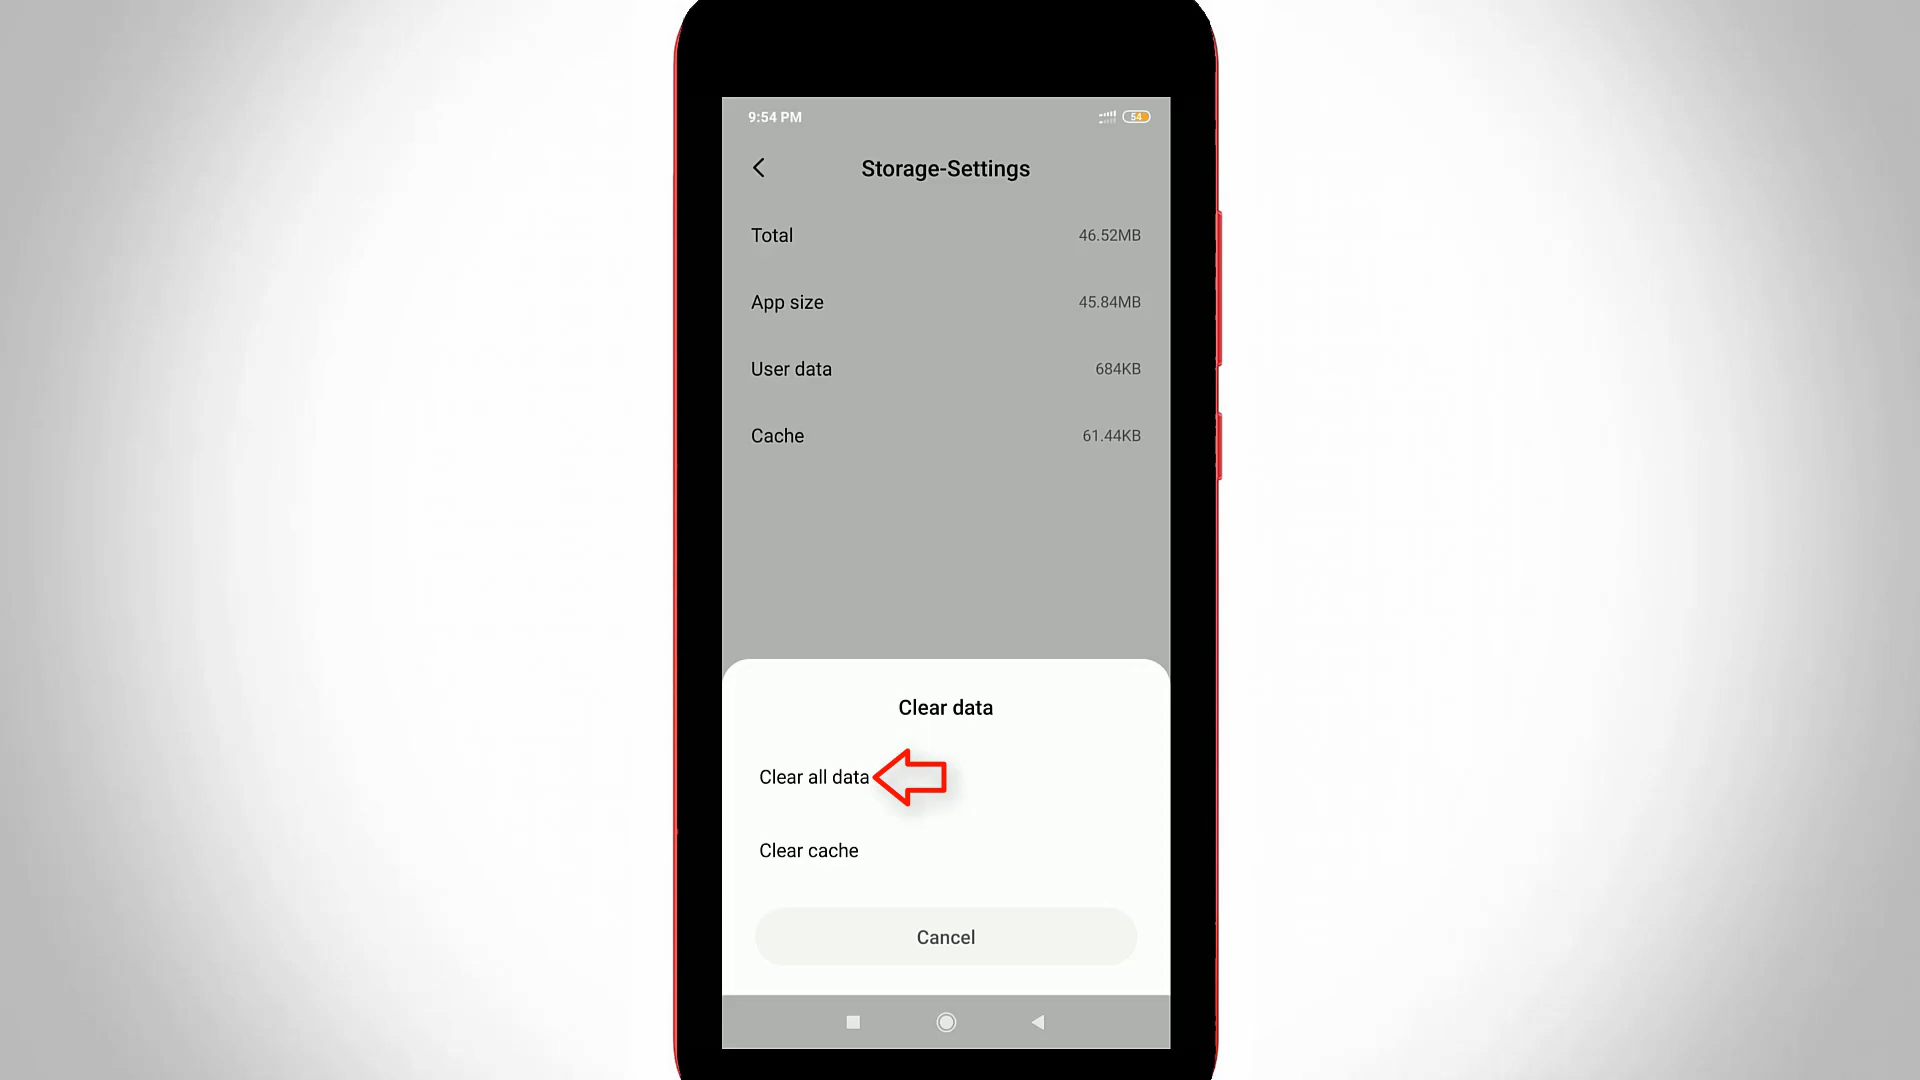 9:54 PM 54
Storage-Settings
Total 46.52MB
App size 45.84MB
User data 684KB
Cache 61.44KB
Clear data
Clear all data
Clear cache
Cancel